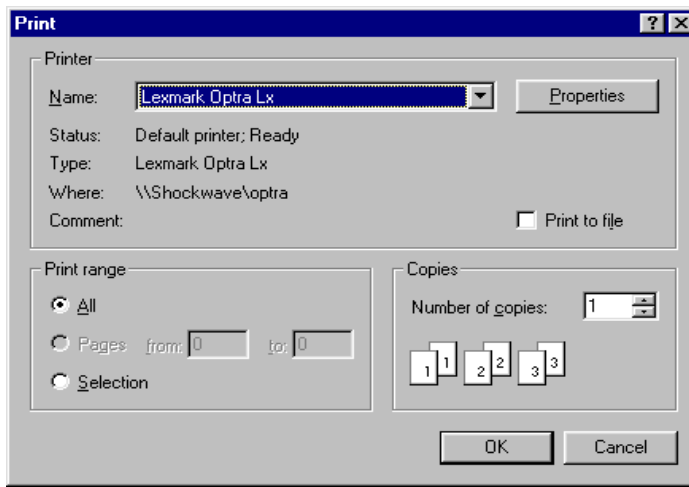 Print
Printer
Name: Lexmark Optra Lx Properties
Status: Default printer; Ready
Type: Lexmark Optra Lx
Where: \\Shockwave\optra
Comment: Print to file
Print range
All
Pages from: 0 to: 0
Selection
Copies
Number of copies: 1
1 1 2 2 3 3
OK Cancel